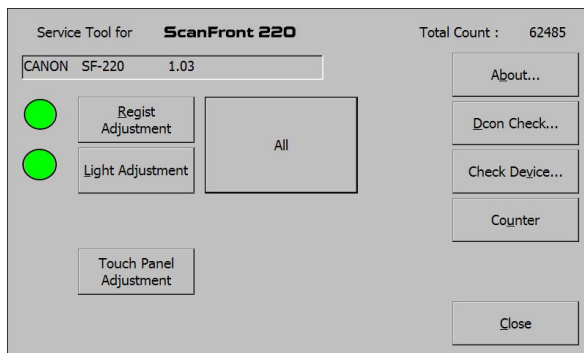 Service Tool for ScanFront 220 Total Count : 62485
CANON SF-220 1.03
About...
Regist
Adjustment
All
Dcon Check...
Light Adjustment
Check Device...
Counter
Touch Panel
Adjustment
Close